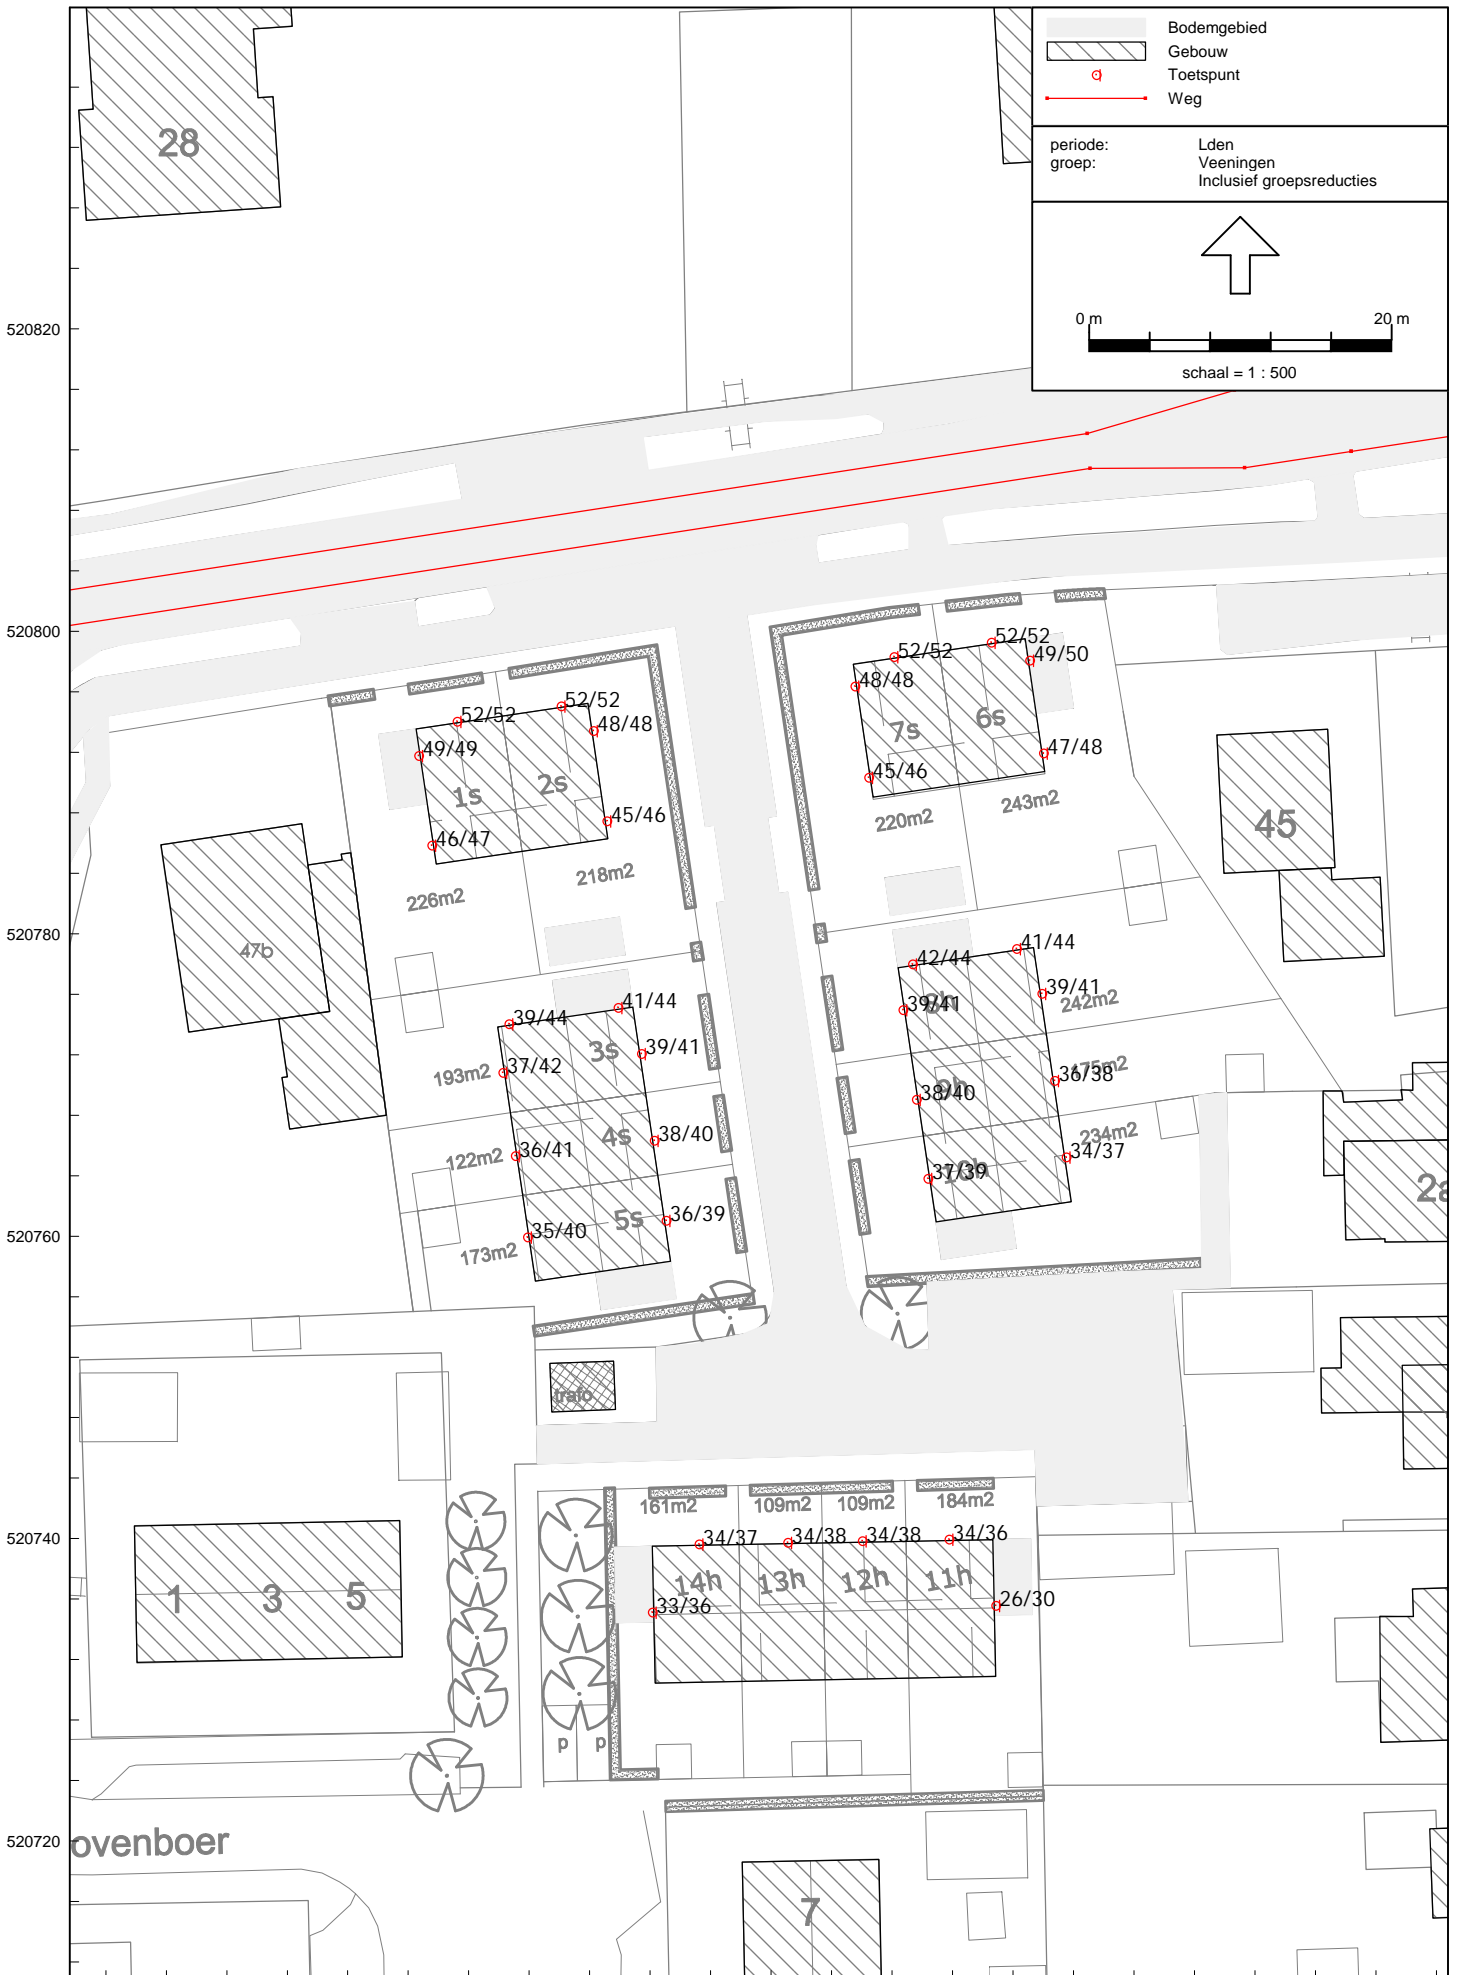 Bodemgebied
Gebouw
Toetspunt
Weg
periode: Lden
groep: Veeningen
Inclusief groepsreducties
0 m 20 m
schaal = 1 : 500
28
520820
520800
52/52 52/52
49/50
48/48
7s 6s
47/48
45/46
220m2 243m2
52/52 52/52
48/48
49/49
1s 2s
45/46
46/47
226m2 218m2
45
47b
520780
42/44 41/44
39/41 39/41
8h
242m2
9h
175m2
36/38
38/40
234m2
34/37
10h
37/39
39/44 41/44
3s
39/41
193m2 37/42
4s
38/40
122m2 36/41
5s
36/39
173m2 35/40
520760
2a
trafo
161m2 109m2 109m2 184m2
520740
34/37 34/38 34/38 34/36
14h 13h 12h 11h
33/36 26/30
1 3 5
p p
520720
ovenboer
7